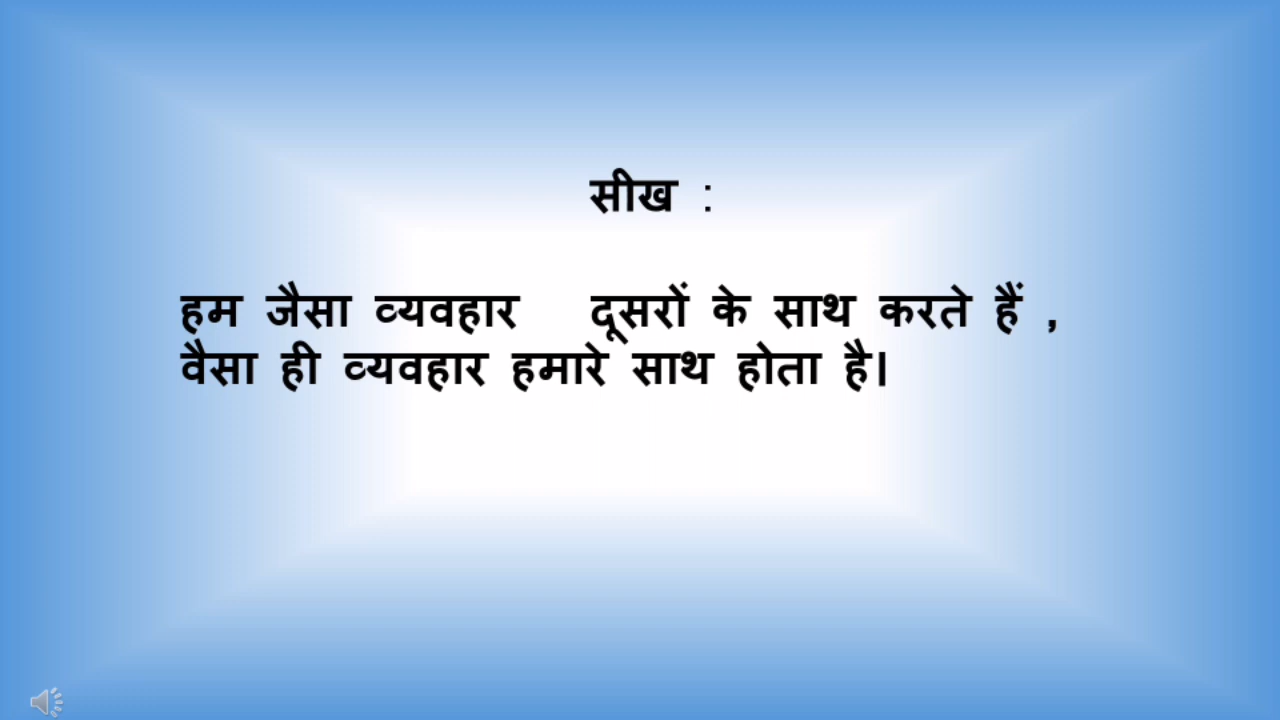 सीख :
हम जैसा व्यवहार दूसरों के साथ करते हैं ,
वैसा ही व्यवहार हमारे साथ होता है।